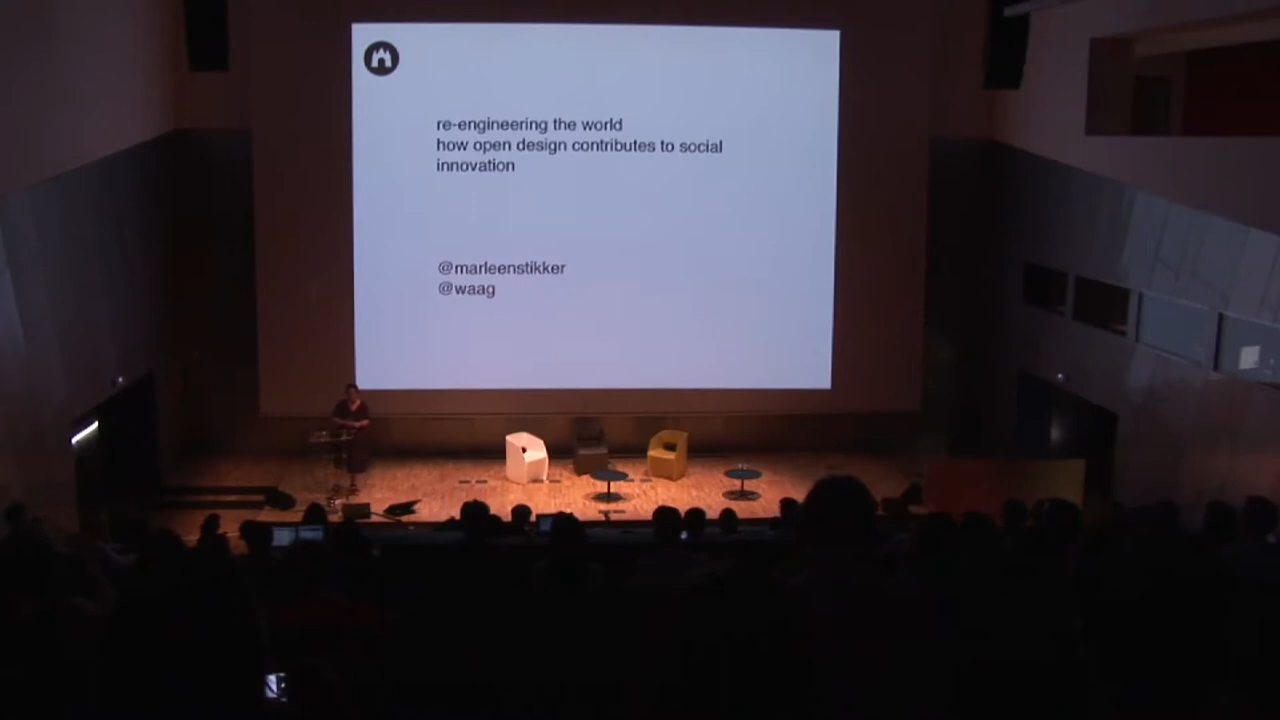 re-engineering the world
how open design contributes to social
innovation
@marleenstikker
@waag